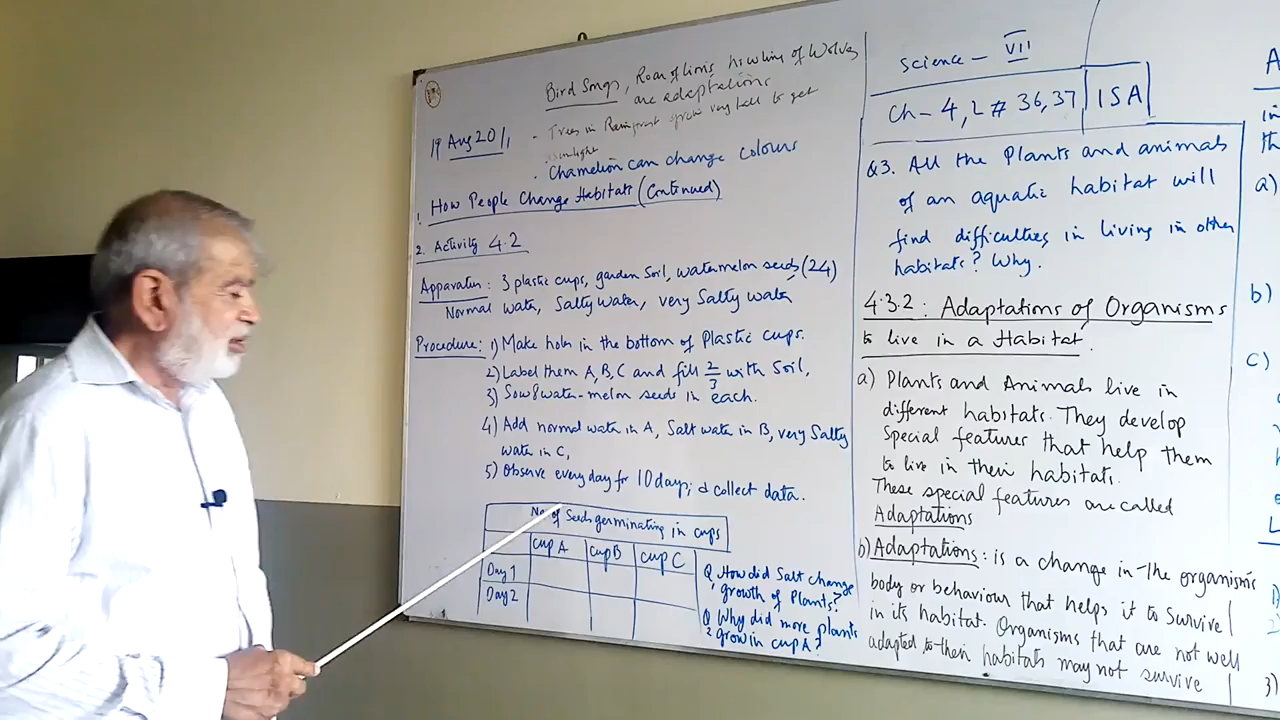 Bird Songs, Roar of lions howling of Wolves
are adaptations
19 Aug 20
· Trees in Rainforest grow very tall to get
sunlight
· Chamelion can change colours
1. How People Change Habitats (Continued)
2. Activity 4.2
Apparatus: 3 plastic cups, garden Soil, watermelon seeds (24)
Normal water, Salty water, very Salty water
Procedure: 1) Make holes in the bottom of Plastic cups.
2) Label them A, B, C and fill 2/3 with Soil,
3) Sow 8 water-melon seeds in each.
4) Add normal water in A, Salt water in B, very Salty
water in C,
5) Observe every day for 10 days; & collect data.
No of Seeds germinating in cups
cup A cup B cup C
Day 1
Day 2
Q1 How did Salt change
growth of Plants?
Q2 Why did more plants
grow in cup A?
Science - VII
Ch - 4, L # 36, 37 ISA
Q3. All the Plants and animals
of an aquatic habitat will
find difficulties in living in other
habitats? Why.
4.3.2: Adaptations of Organisms
to live in a Habitat.
a) Plants and Animals live in
different habitats. They develop
Special features that help them
to live in their habitats.
These special features are called
Adaptations
b) Adaptations: is a change in the organism's
body or behaviour that helps it to survive
in its habitat. Organisms that are not well
adapted to their habitats may not survive
A
in
th
a)
b)
c)
L
3)